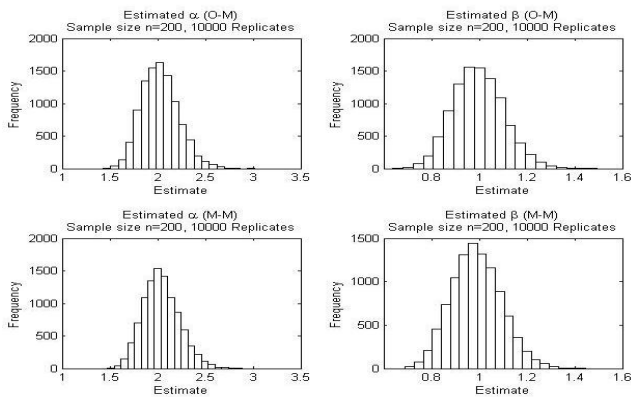 Estimated α (O-M)
Sample size n=200, 10000 Replicates
2000
1500
1000
500
0
Frequency
1 1.5 2 2.5 3 3.5
Estimate
Estimated β (O-M)
Sample size n=200, 10000 Replicates
2000
1500
1000
500
0
Frequency
0.8 1 1.2 1.4 1.6
Estimate
Estimated α (M-M)
Sample size n=200, 10000 Replicates
2000
1500
1000
500
0
Frequency
1 1.5 2 2.5 3 3.5
Estimate
Estimated β (M-M)
Sample size n=200, 10000 Replicates
1500
1000
500
0
Frequency
0.8 1 1.2 1.4 1.6
Estimate